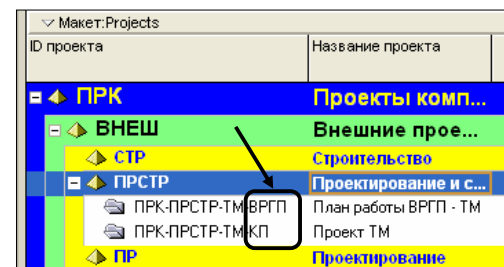 Макет:Projects
ID проекта Название проекта
ПРК Проекты комп...
ВНЕШ Внешние прое...
СТР Строительство
ПРСТР Проектирование и с...
ПРК-ПРСТР-ТМ-ВРГП План работы ВРГП - ТМ
ПРК-ПРСТР-ТМ-КП Проект ТМ
ПР Проектирование